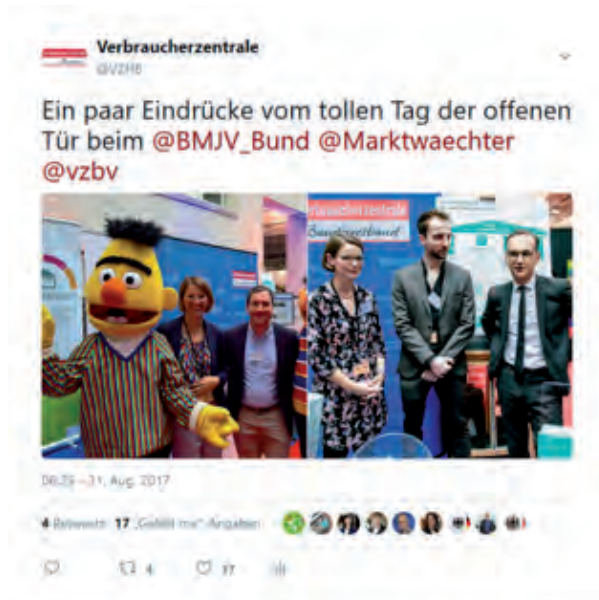 Verbraucherzentrale
@VZHB
Ein paar Eindrücke vom tollen Tag der offenen
Tür beim @BMJV_Bund @Marktwaechter
@vzbv
verbraucherzentrale
Bundesverband
06:29 - 31. Aug. 2017
4 Retweets 17 „Gefällt mir"-Angaben
4 17